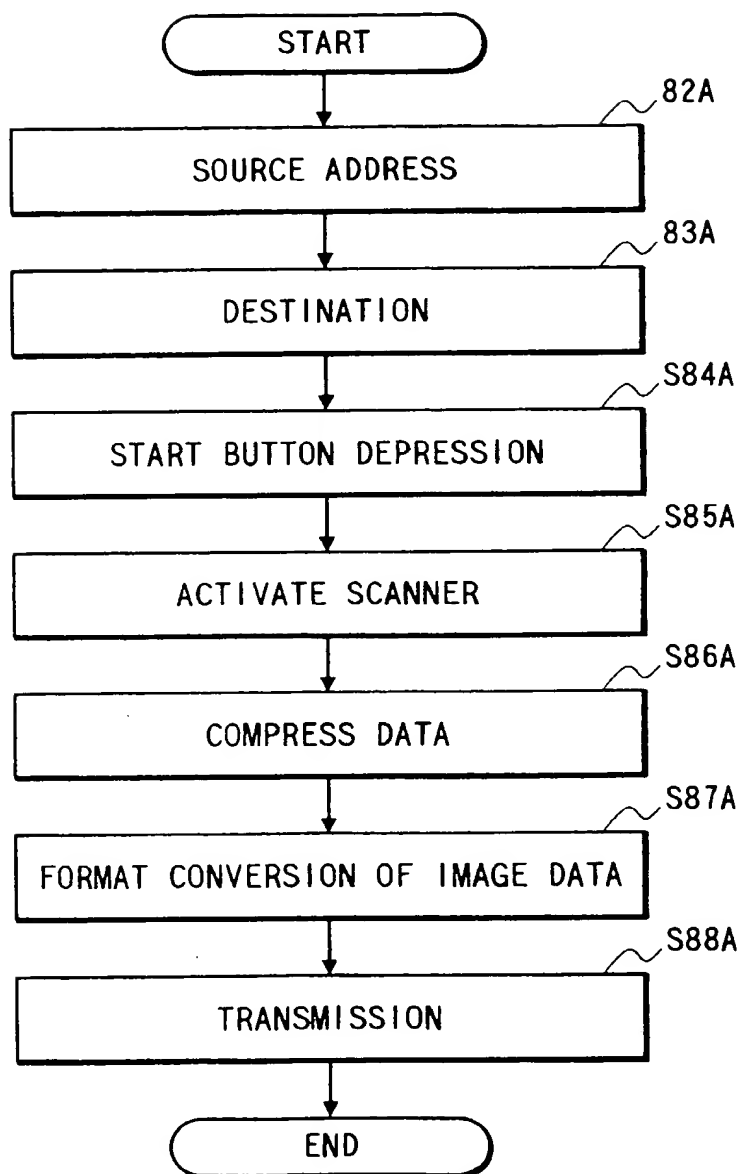 START
82A
SOURCE ADDRESS
83A
DESTINATION
S84A
START BUTTON DEPRESSION
S85A
ACTIVATE SCANNER
S86A
COMPRESS DATA
S87A
FORMAT CONVERSION OF IMAGE DATA
S88A
TRANSMISSION
END